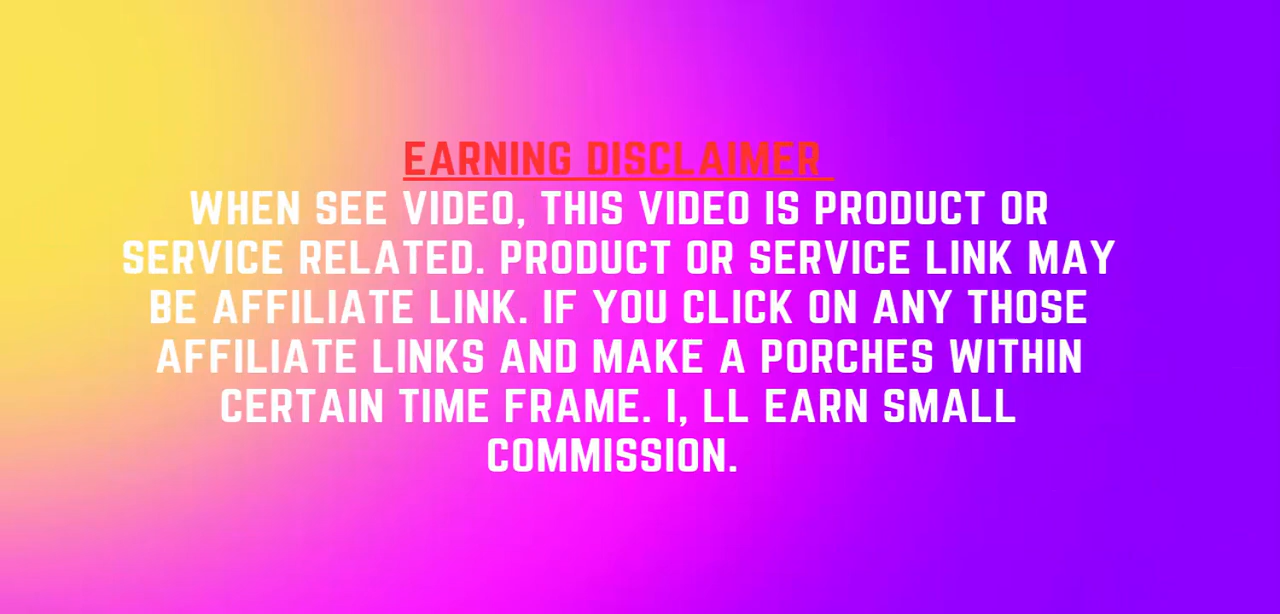 EARNING DISCLAIMER
WHEN SEE VIDEO, THIS VIDEO IS PRODUCT OR
SERVICE RELATED. PRODUCT OR SERVICE LINK MAY
BE AFFILIATE LINK. IF YOU CLICK ON ANY THOSE
AFFILIATE LINKS AND MAKE A PORCHES WITHIN
CERTAIN TIME FRAME. I, LL EARN SMALL
COMMISSION.